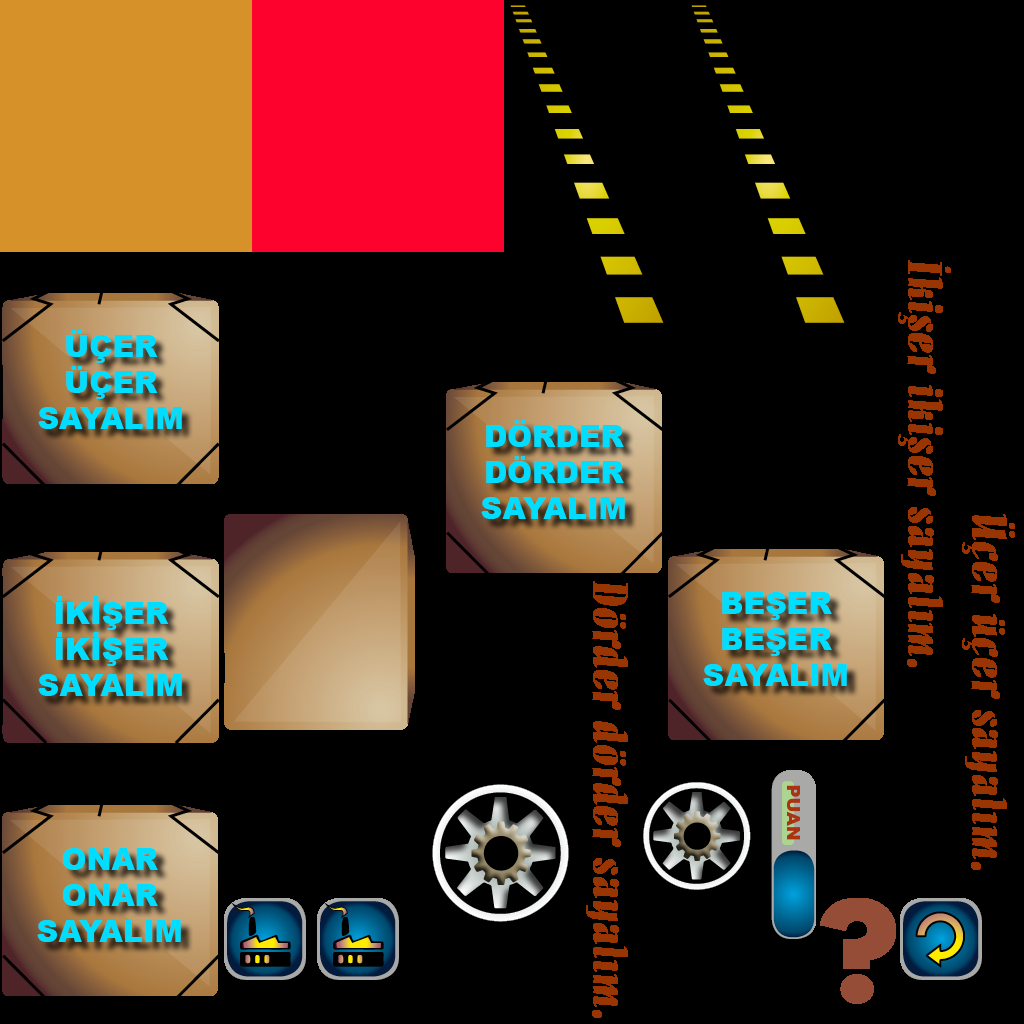 ÜÇER
ÜÇER
SAYALIM
DÖRDER
DÖRDER
SAYALIM
İKİŞER
İKİŞER
SAYALIM
BEŞER
BEŞER
SAYALIM
ONAR
ONAR
SAYALIM
İkişer ikişer sayalım.
Üçer üçer sayalım.
Dörder dörder sayalım.
PUAN
?